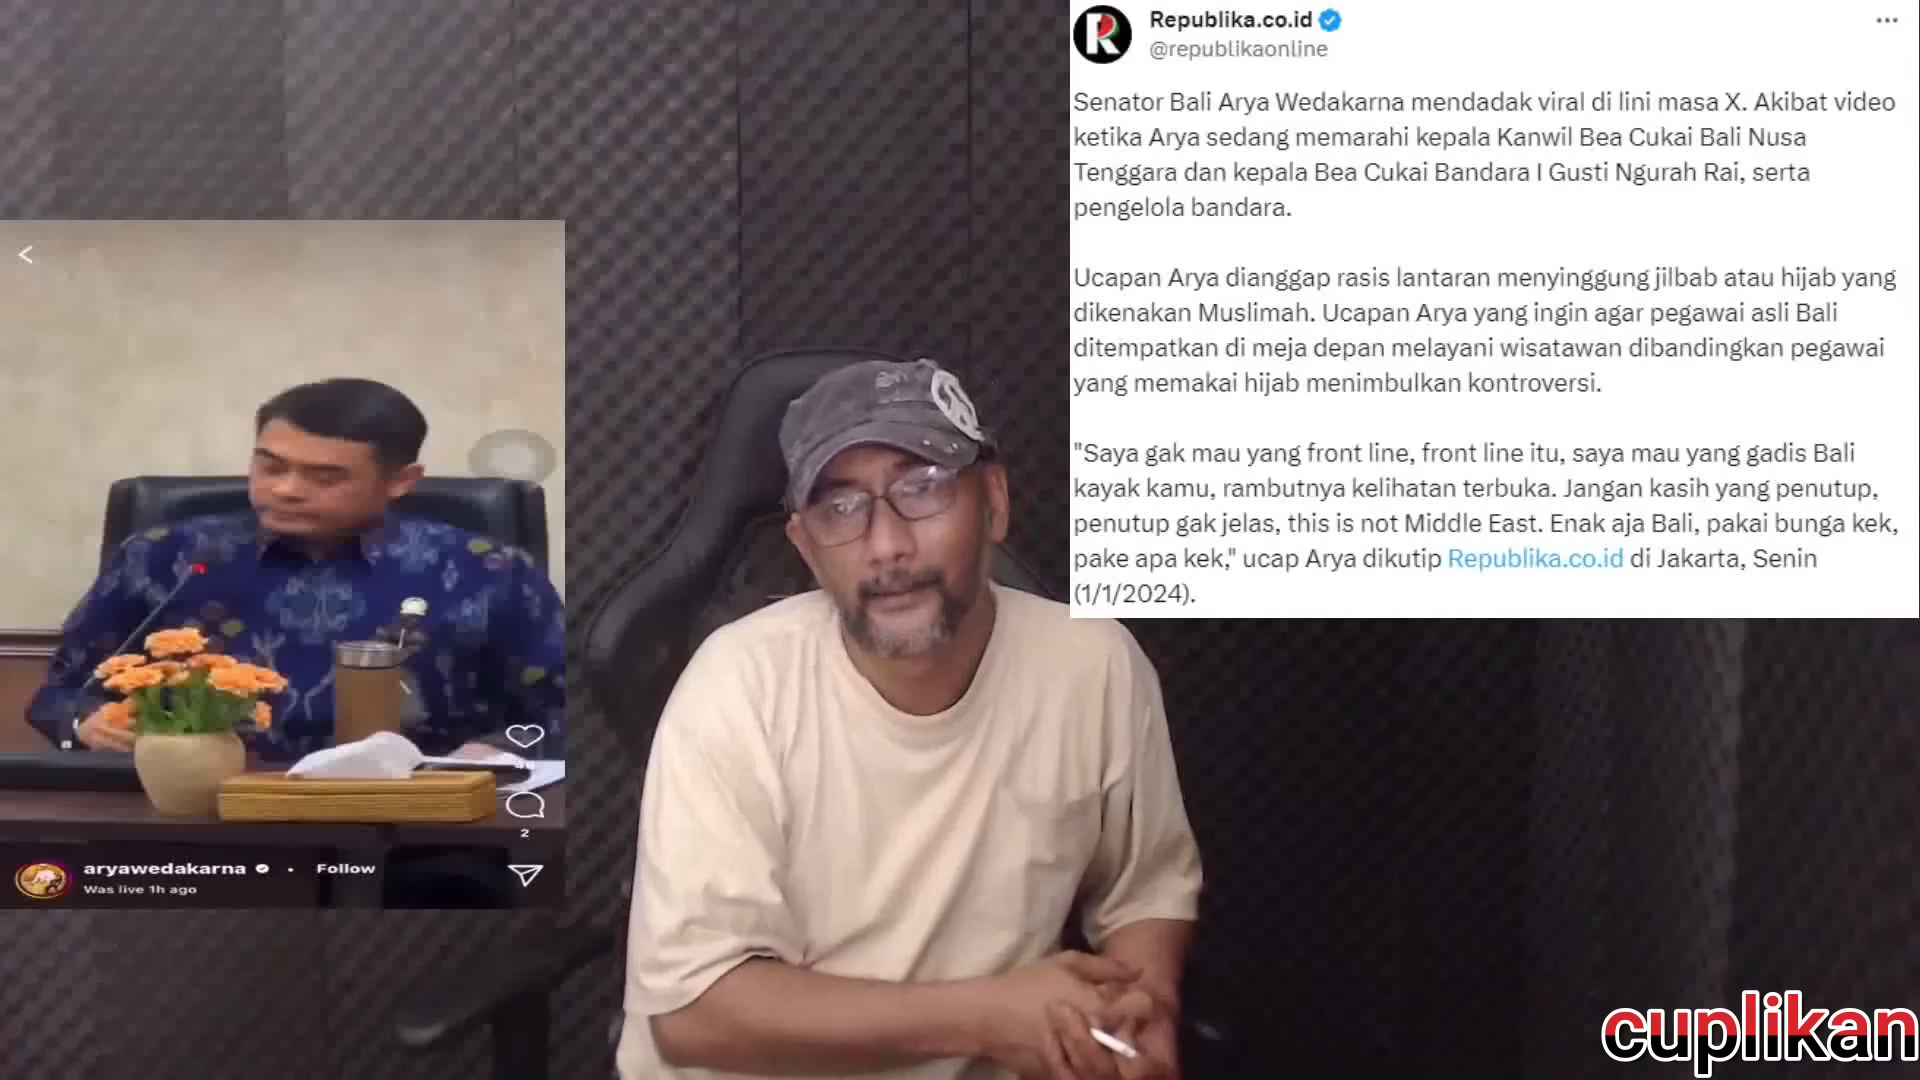 Republika.co.id
@republikaonline
Senator Bali Arya Wedakarna mendadak viral di lini masa X. Akibat video
ketika Arya sedang memarahi kepala Kanwil Bea Cukai Bali Nusa
Tenggara dan kepala Bea Cukai Bandara I Gusti Ngurah Rai, serta
pengelola bandara.
Ucapan Arya dianggap rasis lantaran menyinggung jilbab atau hijab yang
dikenakan Muslimah. Ucapan Arya yang ingin agar pegawai asli Bali
ditempatkan di meja depan melayani wisatawan dibandingkan pegawai
yang memakai hijab menimbulkan kontroversi.
"Saya gak mau yang front line, front line itu, saya mau yang gadis Bali
kayak kamu, rambutnya kelihatan terbuka. Jangan kasih yang penutup,
penutup gak jelas, this is not Middle East. Enak aja Bali, pakai bunga kek,
pake apa kek," ucap Arya dikutip Republika.co.id di Jakarta, Senin
(1/1/2024).
2
aryawedakarna • Follow
Was live 1h ago
cuplikan